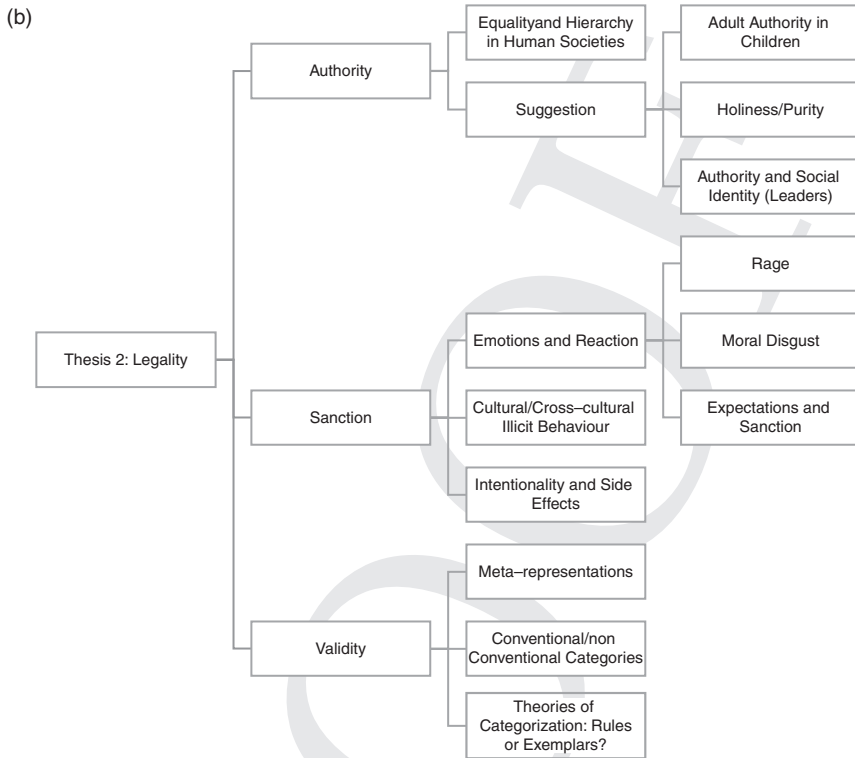 (b)
Equalityand Hierarchy
in Human Societies
Adult Authority in
Children
Authority
Suggestion
Holiness/Purity
Authority and Social
Identity (Leaders)
Rage
Thesis 2: Legality
Emotions and Reaction
Moral Disgust
Sanction
Cultural/Cross–cultural
Illicit Behaviour
Expectations and
Sanction
Intentionality and Side
Effects
Meta–representations
Validity
Conventional/non
Conventional Categories
Theories of
Categorization: Rules
or Exemplars?